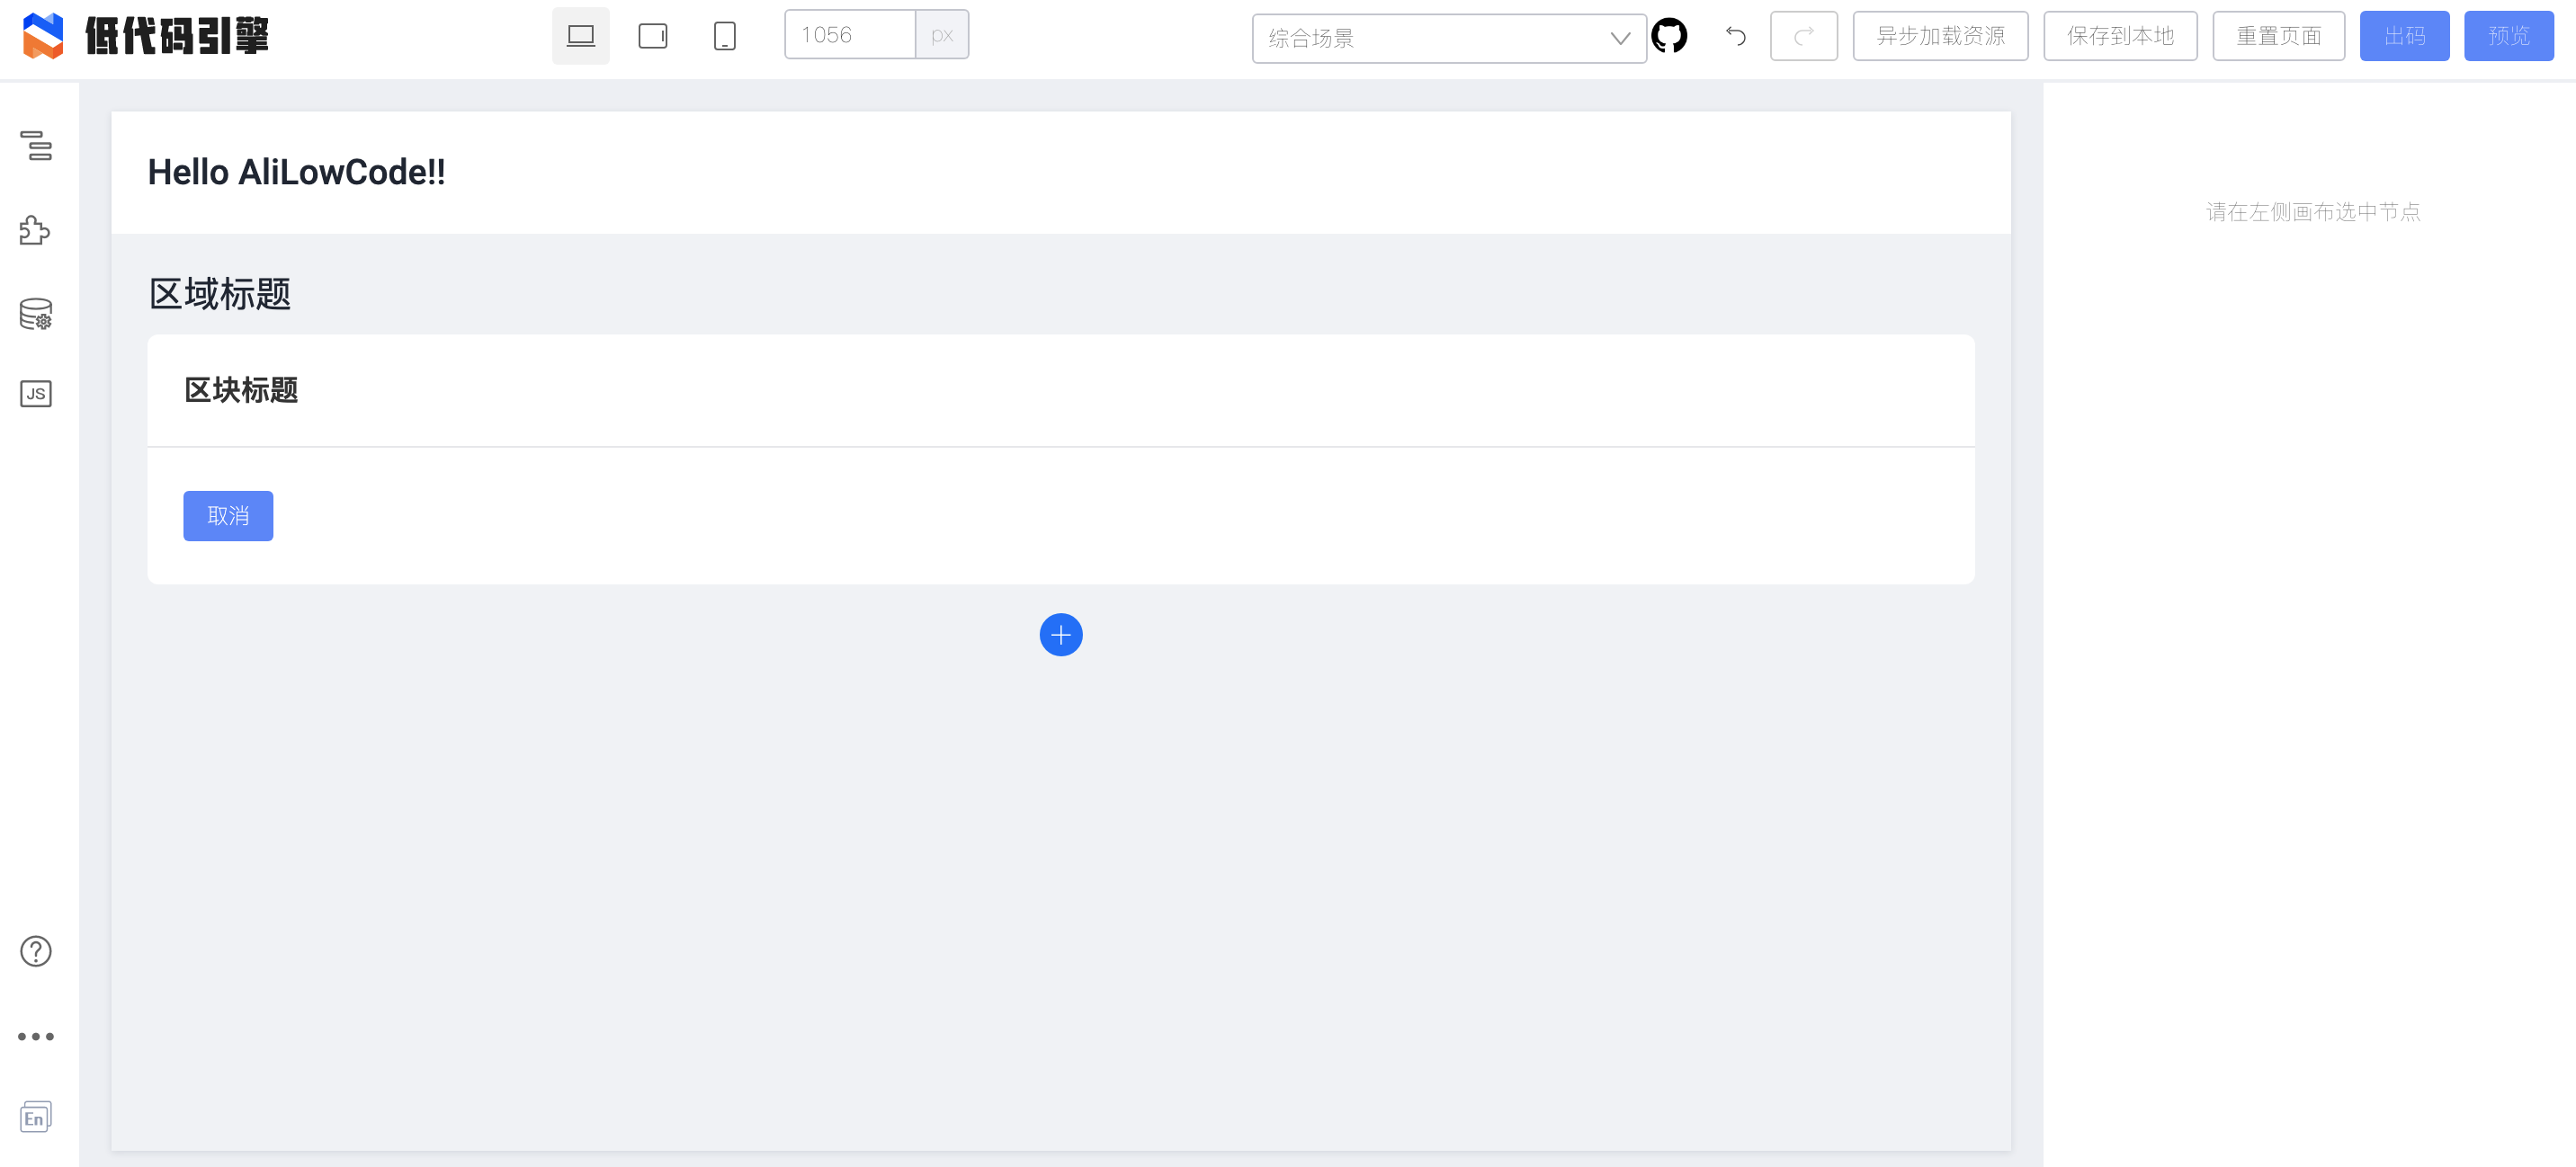 低代码引擎
1056 px
综合场景
异步加载资源
保存到本地
重置页面
出码
预览
Hello AliLowCode!!
请在左侧画布选中节点
区域标题
区块标题
JS
取消
En